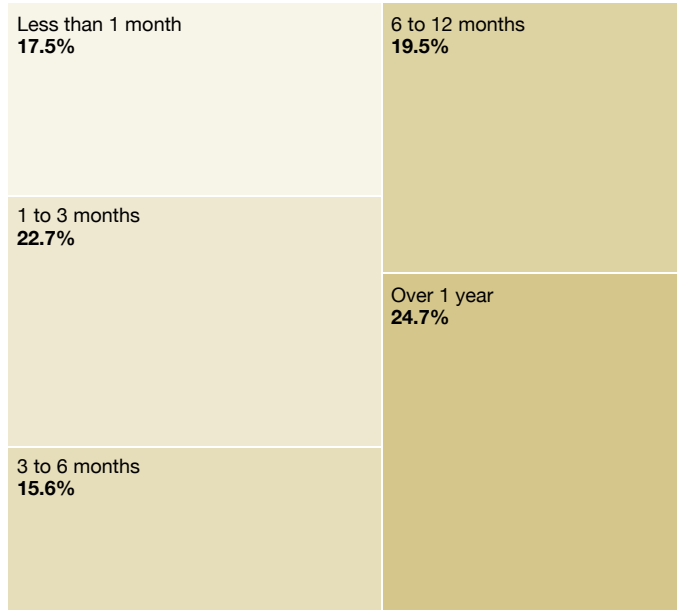 Less than 1 month
17.5%
1 to 3 months
22.7%
3 to 6 months
15.6%
6 to 12 months
19.5%
Over 1 year
24.7%